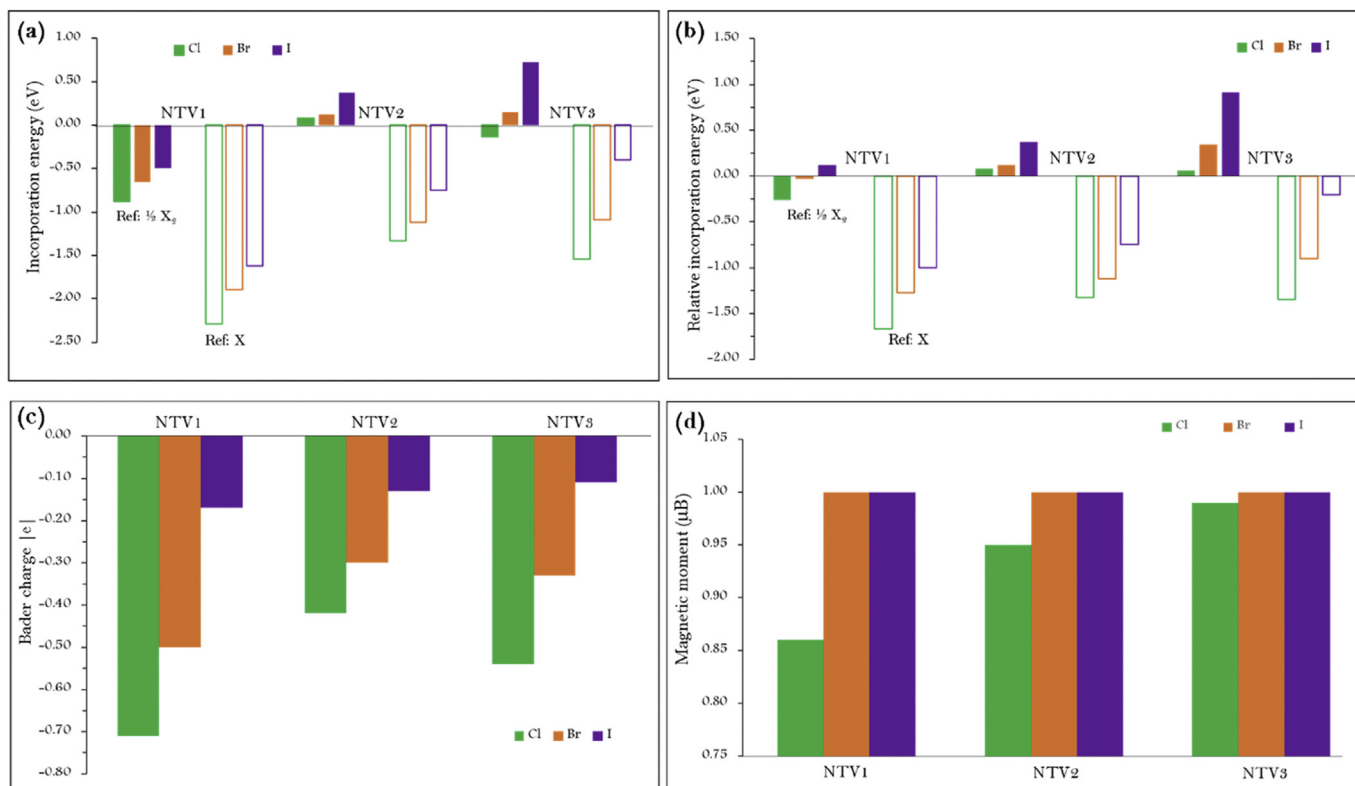 (a)
Cl Br I
Incorporation energy (eV)
1.00
0.50
0.00
-0.50
-1.00
-1.50
-2.00
-2.50
NTV1 NTV2 NTV3
Ref: ½ X₂
Ref: X
(b)
Cl Br I
Relative incorporation energy (eV)
1.50
1.00
0.50
0.00
-0.50
-1.00
-1.50
-2.00
NTV1 NTV2 NTV3
Ref: ½ X₂
Ref: X
(c)
NTV1 NTV2 NTV3
Bader charge |e|
0.00
-0.10
-0.20
-0.30
-0.40
-0.50
-0.60
-0.70
-0.80
Cl Br I
(d)
Cl Br I
Magnetic moment (μB)
1.05
1.00
0.95
0.90
0.85
0.80
0.75
NTV1 NTV2 NTV3